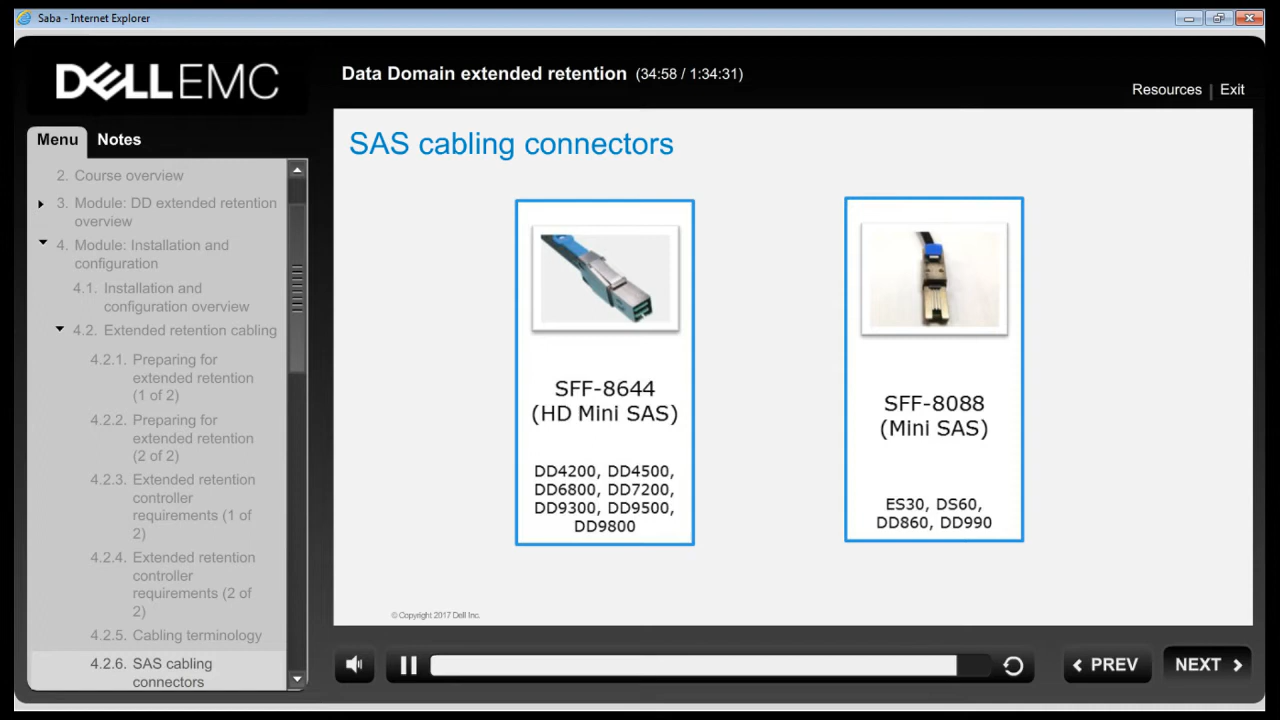 Saba - Internet Explorer
DELLEMC
Data Domain extended retention (34:58 / 1:34:31)
Resources | Exit
Menu
Notes
2. Course overview
3. Module: DD extended retention
overview
4. Module: Installation and
configuration
4.1. Installation and
configuration overview
4.2. Extended retention cabling
4.2.1. Preparing for
extended retention
(1 of 2)
4.2.2. Preparing for
extended retention
(2 of 2)
4.2.3. Extended retention
controller
requirements (1 of
2)
4.2.4. Extended retention
controller
requirements (2 of
2)
4.2.5. Cabling terminology
4.2.6. SAS cabling
connectors
SAS cabling connectors
SFF-8644
(HD Mini SAS)
DD4200, DD4500,
DD6800, DD7200,
DD9300, DD9500,
DD9800
SFF-8088
(Mini SAS)
ES30, DS60,
DD860, DD990
© Copyright 2017 Dell Inc.
PREV
NEXT